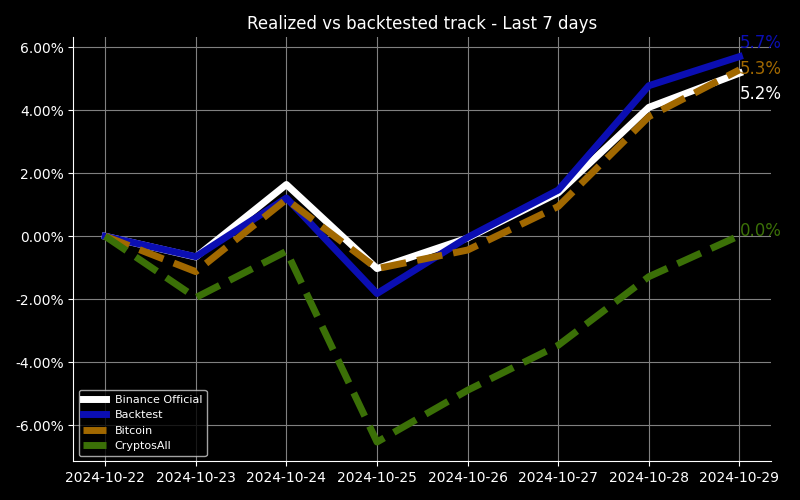 Realized vs backtested track - Last 7 days
6.00%
4.00%
2.00%
0.00%
-2.00%
-4.00%
-6.00%
5.7%
5.3%
5.2%
0.0%
Binance Official
Backtest
Bitcoin
CryptosAll
2024-10-22 2024-10-23 2024-10-24 2024-10-25 2024-10-26 2024-10-27 2024-10-28 2024-10-29